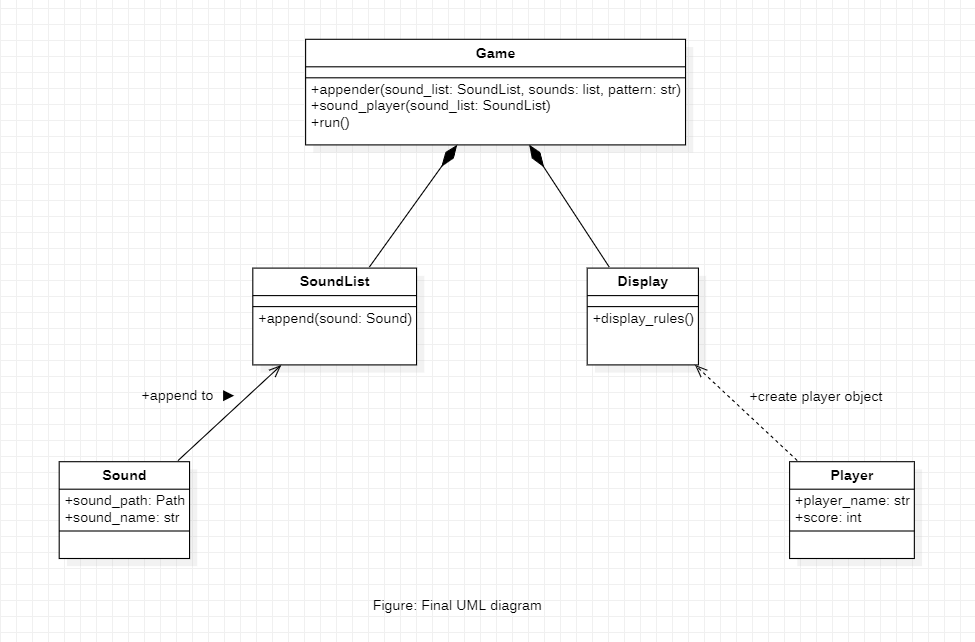 Game
+appender(sound_list: SoundList, sounds: list, pattern: str)
+sound_player(sound_list: SoundList)
+run()
SoundList
+append(sound: Sound)
Display
+display_rules()
+append to
+create player object
Sound
+sound_path: Path
+sound_name: str
Player
+player_name: str
+score: int
Figure: Final UML diagram